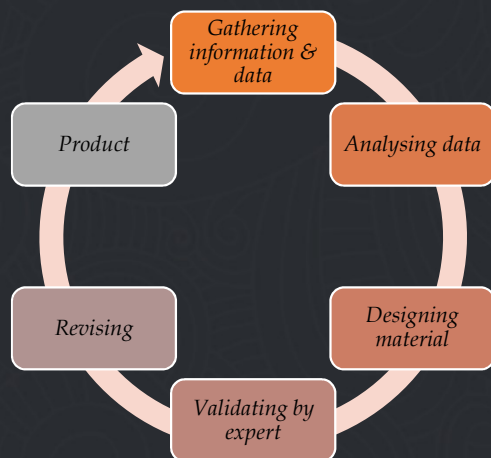 Gathering
information &
data
Analysing data
Designing
material
Validating by
expert
Revising
Product